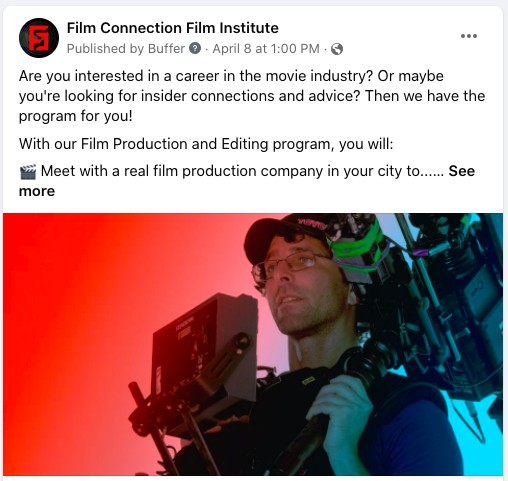 Film Connection Film Institute
Published by Buffer · April 8 at 1:00 PM ·
Are you interested in a career in the movie industry? Or maybe
you're looking for insider connections and advice? Then we have the
program for you!
With our Film Production and Editing program, you will:
🎬 Meet with a real film production company in your city to...... See
more